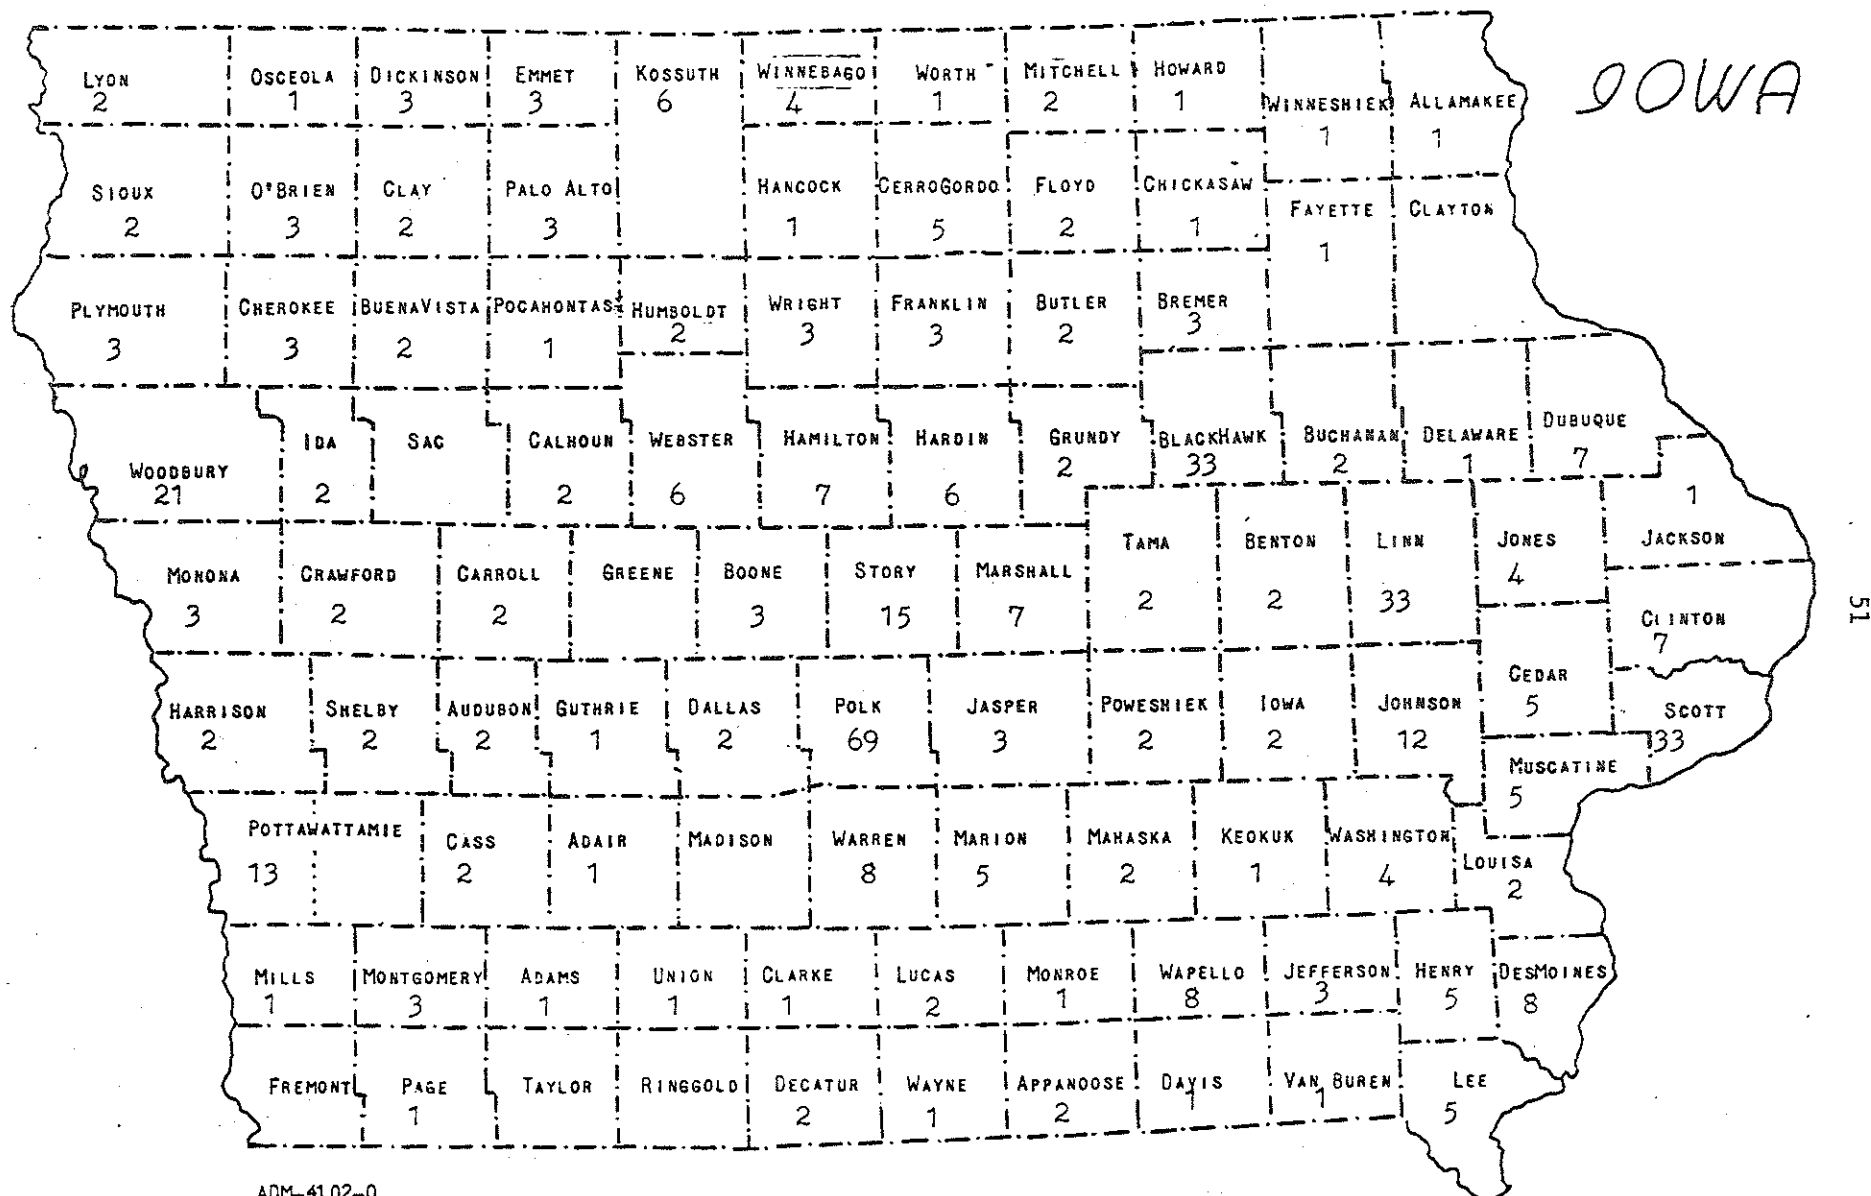 IOWA
LYON OSCEOLA DICKINSON EMMET KOSSUTH WINNEBAGO WORTH MITCHELL HOWARD WINNESHIEK ALLAMAKEE
2 1 3 3 6 4 1 2 1 1 1
SIOUX O'BRIEN CLAY PALO ALTO HANCOCK CERROGORDO FLOYD CHICKASAW FAYETTE CLAYTON
2 3 2 3 1 5 2 1 1
PLYMOUTH CHEROKEE BUENAVISTA POCAHONTAS HUMBOLDT WRIGHT FRANKLIN BUTLER BREMER
3 3 2 1 2 3 3 2 3
WOODBURY IDA SAC CALHOUN WEBSTER HAMILTON HARDIN GRUNDY BLACKHAWK BUCHANAN DELAWARE DUBUQUE
21 2 2 6 7 6 2 33 2 1 7
1
MONONA CRAWFORD CARROLL GREENE BOONE STORY MARSHALL TAMA BENTON LINN JONES JACKSON
3 2 2 3 15 7 2 2 33 4
CLINTON
7
HARRISON SHELBY AUDUBON GUTHRIE DALLAS POLK JASPER POWESHIEK IOWA JOHNSON CEDAR SCOTT
2 2 2 1 2 69 3 2 2 12 5 33
MUSCATINE
5
POTTAWATTAMIE CASS ADAIR MADISON WARREN MARION MAHASKA KEOKUK WASHINGTON LOUISA
13 2 1 8 5 2 1 4 2
MILLS MONTGOMERY ADAMS UNION CLARKE LUCAS MONROE WAPELLO JEFFERSON HENRY DESMOINES
1 3 1 1 1 2 1 8 3 5 8
FREMONT PAGE TAYLOR RINGGOLD DECATUR WAYNE APPANOOSE DAVIS VAN BUREN LEE
1 2 1 2 1 1 5
ADM-4102-0
51